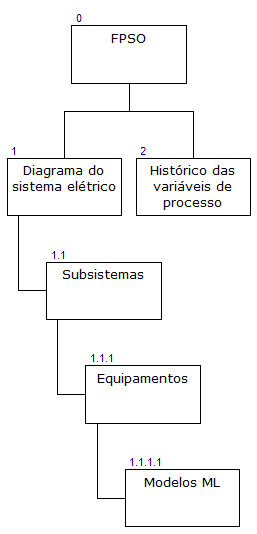 0
FPSO
1
Diagrama do
sistema elétrico
2
Histórico das
variáveis de
processo
1.1
Subsistemas
1.1.1
Equipamentos
1.1.1.1
Modelos ML